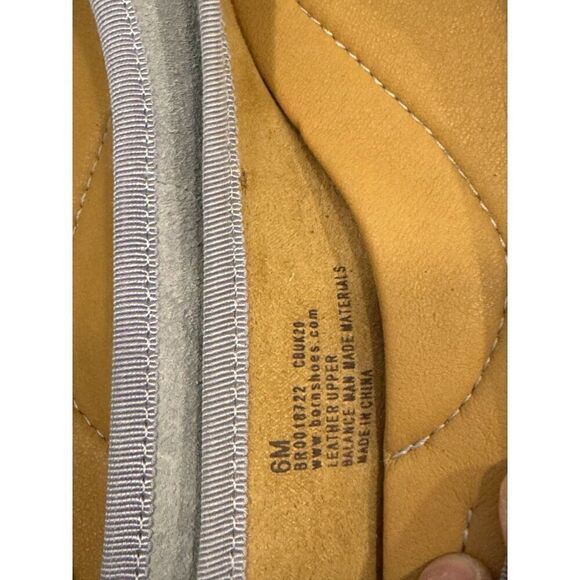 6M
BR0018722 CBUK20
www.bornshoes.com
LEATHER UPPER
BALANCE MAN MADE MATERIALS
MADE IN CHINA